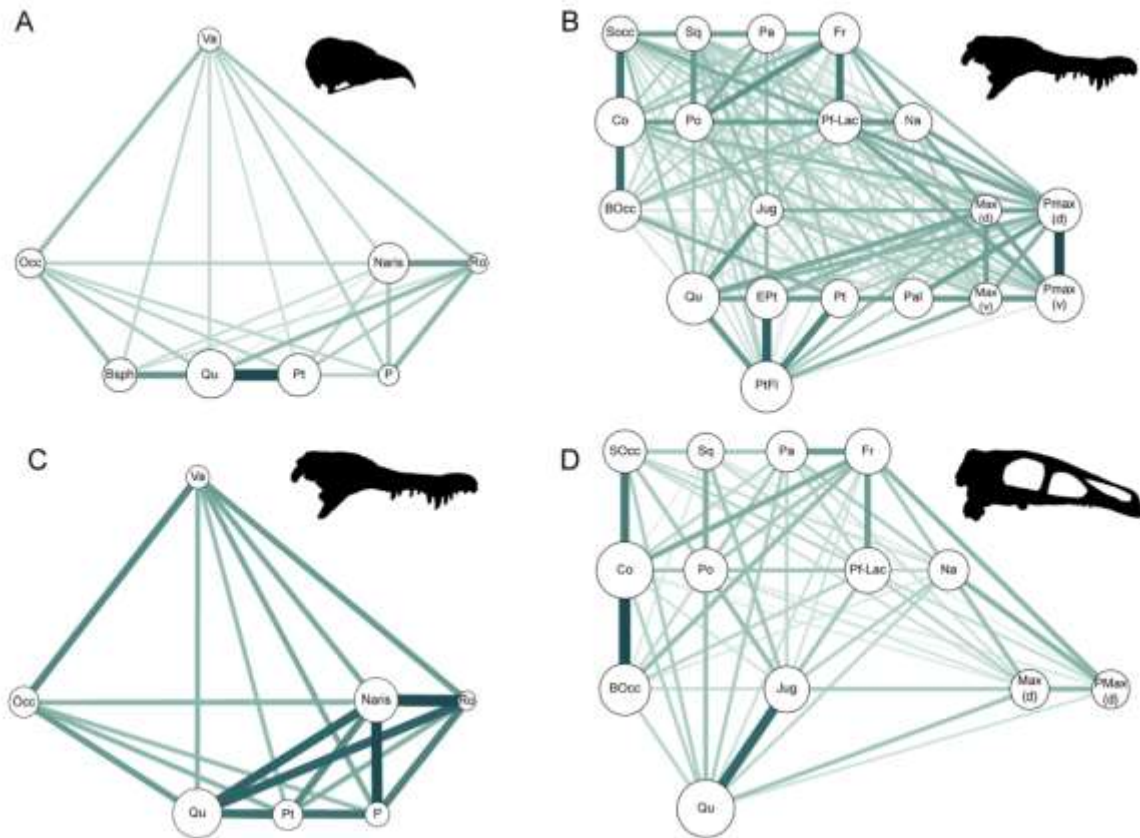 A
Va
Occ
Naris
Ro
Bsph
Qu
Pt
P
B
Socc
Sq
Pa
Fr
Co
Po
Pf-Lac
Na
BOcc
Jug
Max
(d)
Pmax
(d)
Qu
EPt
Pt
Pal
Max
(v)
Pmax
(v)
PtFl
C
Va
Occ
Naris
Ro
Qu
Pt
P
D
SOcc
Sq
Pa
Fr
Co
Po
Pf-Lac
Na
BOcc
Jug
Max
(d)
PMax
(d)
Qu